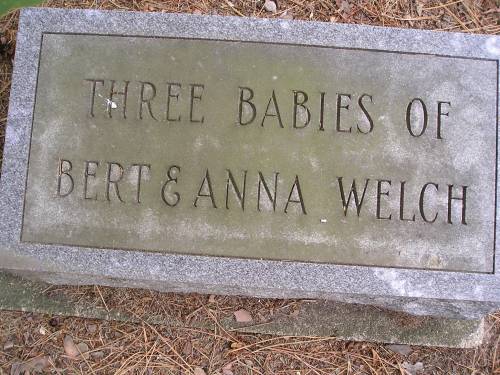 THREE BABIES OF
BERT & ANNA WELCH